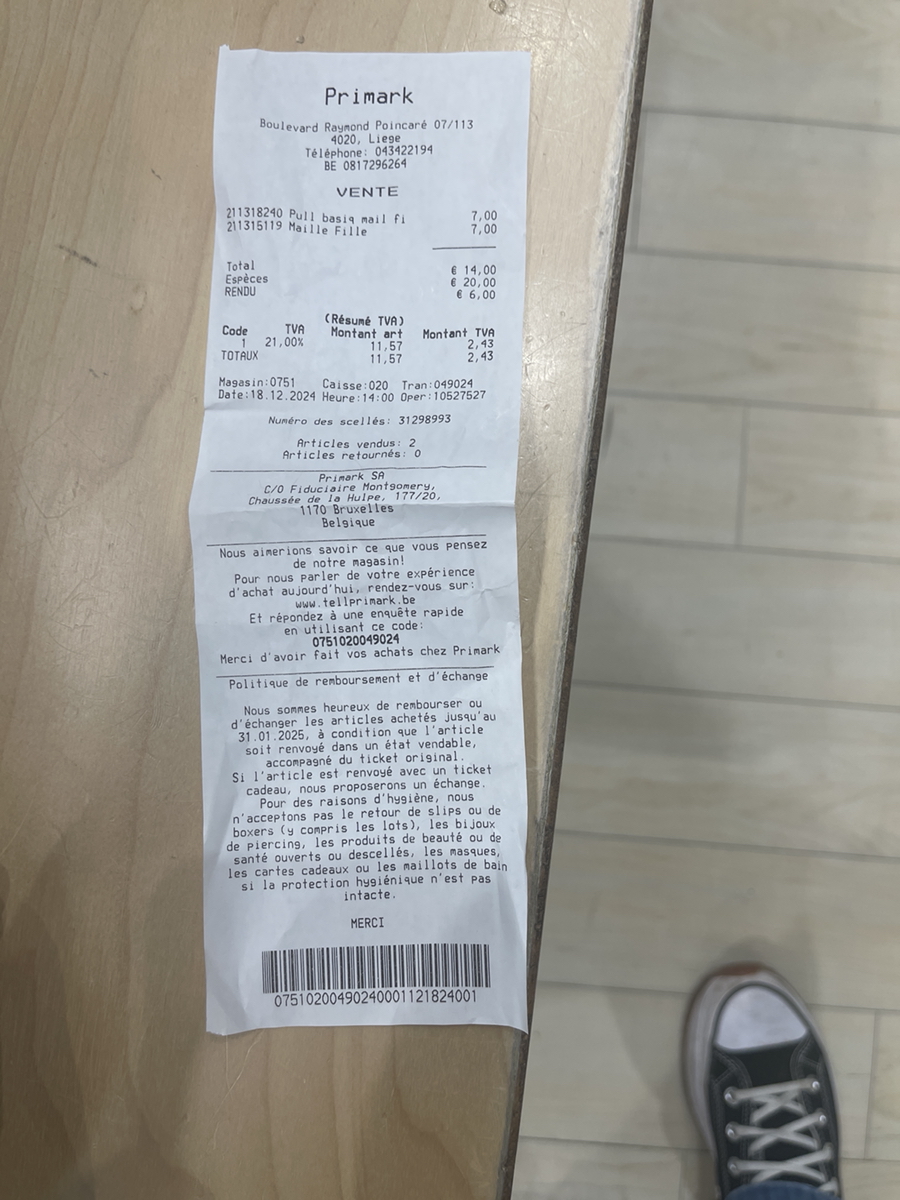 Primark
Boulevard Raymond Poincaré 07/113
4020, Liege
Téléphone: 043422194
BE 0817296264
VENTE
211318240 Pull basiq mail fi 7,00
211315119 Maille Fille 7,00
Total € 14,00
Espèces € 20,00
RENDU € 6,00
(Résumé TVA)
Code TVA Montant art Montant TVA
1 21,00% 11,57 2,43
TOTAUX 11,57 2,43
Magasin:0751 Caisse:020 Tran:049024
Date:18.12.2024 Heure:14:00 Oper:10527527
Numéro des scellés: 31298993
Articles vendus: 2
Articles retournés: 0
Primark SA
C/O Fiduciaire Montgomery,
Chaussée de la Hulpe, 177/20,
1170 Bruxelles
Belgique
Nous aimerions savoir ce que vous pensez
de notre magasin!
Pour nous parler de votre expérience
d'achat aujourd'hui, rendez-vous sur:
www.tellprimark.be
Et répondez à une enquête rapide
en utilisant ce code:
0751020049024
Merci d'avoir fait vos achats chez Primark
Politique de remboursement et d'échange
Nous sommes heureux de rembourser ou
d'échanger les articles achetés jusqu'au
31.01.2025, à condition que l'article
soit renvoyé dans un état vendable,
accompagné du ticket original.
Si l'article est renvoyé avec un ticket
cadeau, nous proposerons un échange.
Pour des raisons d'hygiène, nous
n'acceptons pas le retour de slips ou de
boxers (y compris les lots), les bijoux
de piercing, les produits de beauté ou de
santé ouverts ou descellés, les masques,
les cartes cadeaux ou les maillots de bain
si la protection hygiénique n'est pas
intacte.
MERCI
07510200490240001121824001